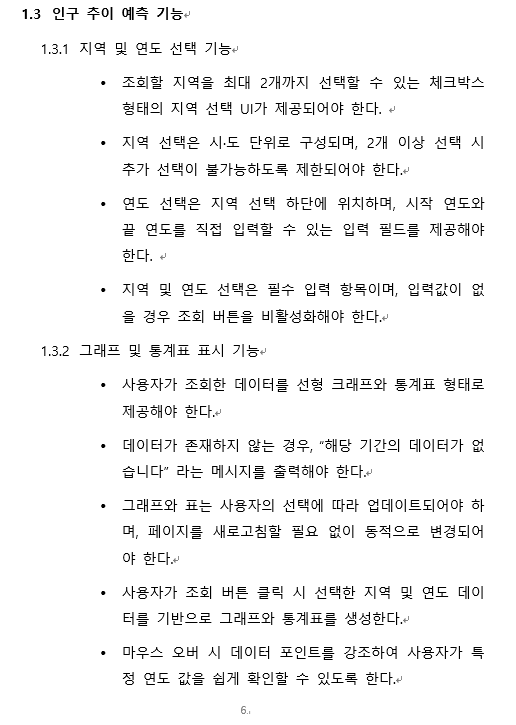 1.3 인구 추이 예측 기능
1.3.1 지역 및 연도 선택 기능
• 조회할 지역을 최대 2개까지 선택할 수 있는 체크박스
형태의 지역 선택 UI가 제공되어야 한다.
• 지역 선택은 시·도 단위로 구성되며, 2개 이상 선택 시
추가 선택이 불가능하도록 제한되어야 한다.
• 연도 선택은 지역 선택 하단에 위치하며, 시작 연도와
끝 연도를 직접 입력할 수 있는 입력 필드를 제공해야
한다.
• 지역 및 연도 선택은 필수 입력 항목이며, 입력값이 없
을 경우 조회 버튼을 비활성화해야 한다.
1.3.2 그래프 및 통계표 표시 기능
• 사용자가 조회한 데이터를 선형 크래프와 통계표 형태로
제공해야 한다.
• 데이터가 존재하지 않는 경우, “해당 기간의 데이터가 없
습니다” 라는 메시지를 출력해야 한다.
• 그래프와 표는 사용자의 선택에 따라 업데이트되어야 하
며, 페이지를 새로고침할 필요 없이 동적으로 변경되어
야 한다.
• 사용자가 조회 버튼 클릭 시 선택한 지역 및 연도 데이
터를 기반으로 그래프와 통계표를 생성한다.
• 마우스 오버 시 데이터 포인트를 강조하여 사용자가 특
정 연도 값을 쉽게 확인할 수 있도록 한다.
6